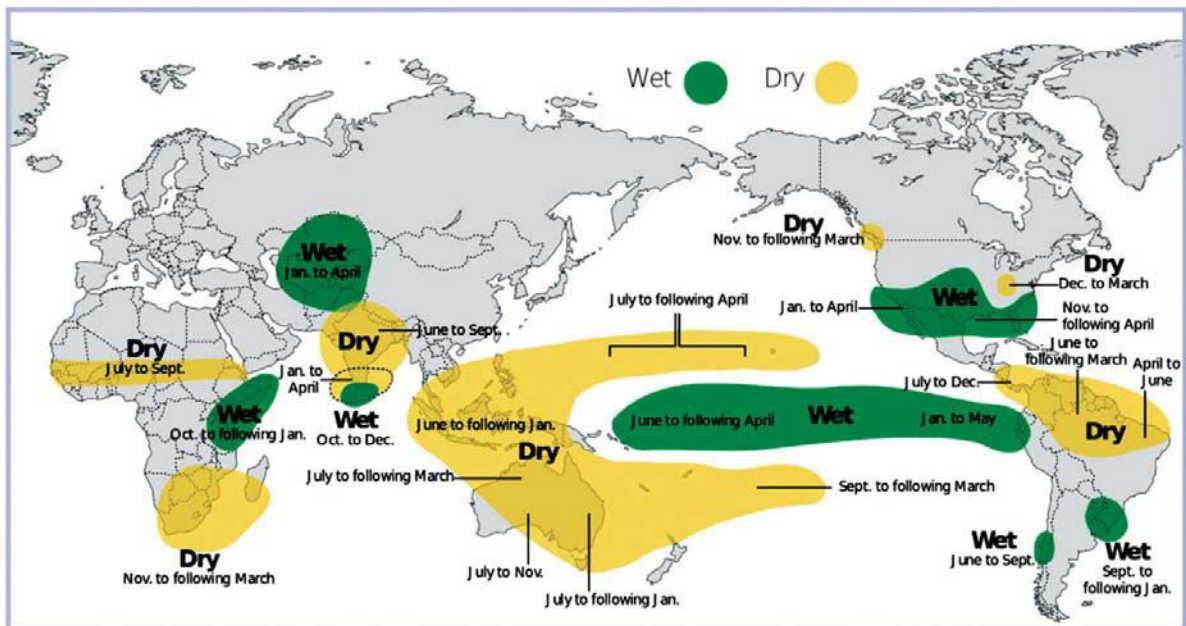 Wet
Dry
Dry
Nov. to following March
Dry
Dec. to March
Wet
Jan. to April
Jan. to April
Wet
Nov. to
following April
July to following April
June to Sept.
Dry
June to
following March
April to
June
Dry
July to Sept.
Jan. to
April
July to Dec.
Wet
Oct. to following Jan.
Wet
Oct. to Dec.
June to following Jan.
Dry
June to following April
Wet
Jan. to May
Dry
July to following March
Sept. to following March
Dry
Nov. to following March
July to Nov.
July to following Jan.
Wet
June to Sept.
Wet
Sept. to
following Jan.